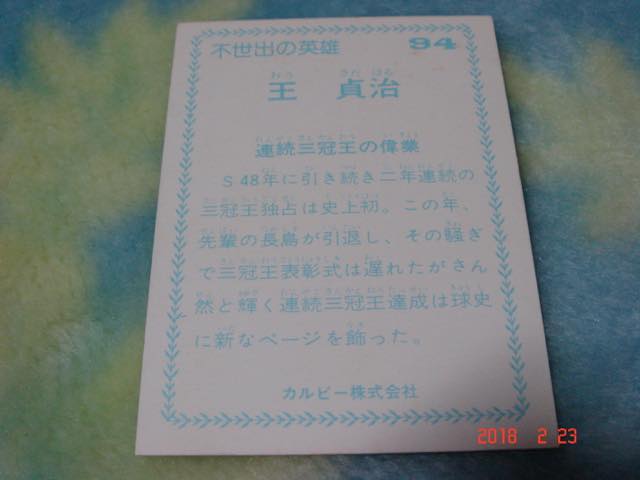 不世出の英雄 94
王 貞治
連続三冠王の偉業
S48年に引き続き二年連続の
三冠王独占は史上初。この年、
先輩の長島が引退し、その騒ぎ
で三冠王表彰式は遅れたがさん
然と輝く連続三冠王達成は球史
に新なページを飾った。
カルビー株式会社
2018 2 23